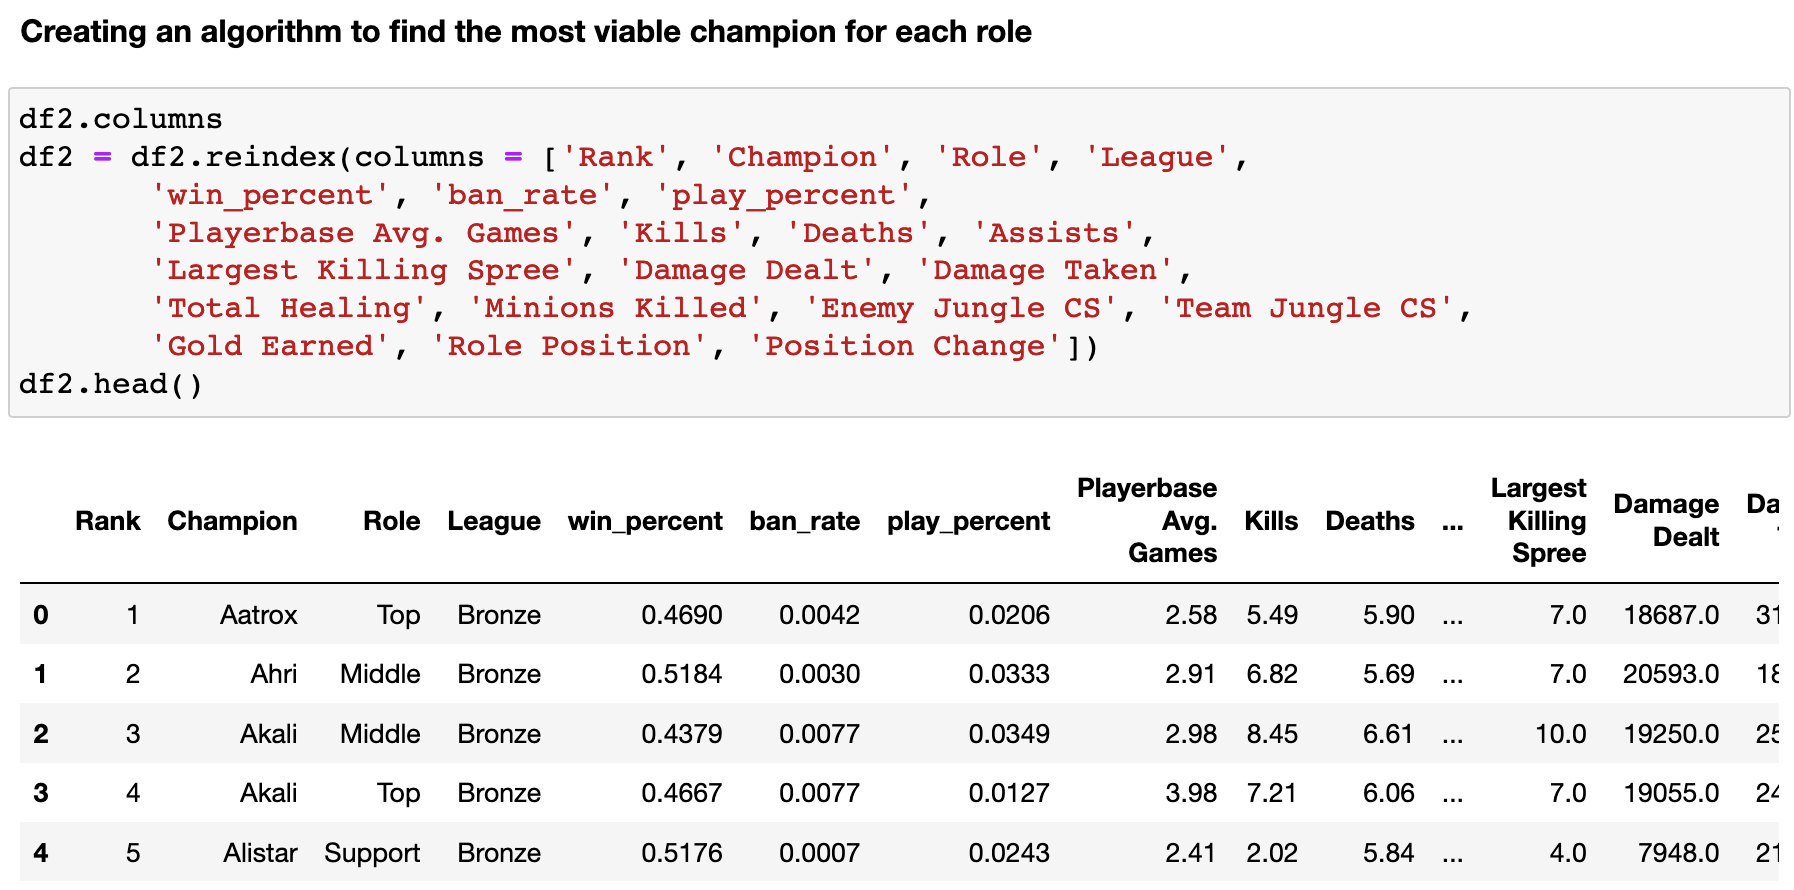 Creating an algorithm to find the most viable champion for each role
df2.columns
df2 = df2.reindex(columns = ['Rank', 'Champion', 'Role', 'League',
'win_percent', 'ban_rate', 'play_percent',
'Playerbase Avg. Games', 'Kills', 'Deaths', 'Assists',
'Largest Killing Spree', 'Damage Dealt', 'Damage Taken',
'Total Healing', 'Minions Killed', 'Enemy Jungle CS', 'Team Jungle CS',
'Gold Earned', 'Role Position', 'Position Change'])
df2.head()
Rank Champion Role League win_percent ban_rate play_percent Playerbase Avg. Games Kills Deaths ... Largest Killing Spree Damage Dealt
0 1 Aatrox Top Bronze 0.4690 0.0042 0.0206 2.58 5.49 5.90 ... 7.0 18687.0
1 2 Ahri Middle Bronze 0.5184 0.0030 0.0333 2.91 6.82 5.69 ... 7.0 20593.0
2 3 Akali Middle Bronze 0.4379 0.0077 0.0349 2.98 8.45 6.61 ... 10.0 19250.0
3 4 Akali Top Bronze 0.4667 0.0077 0.0127 3.98 7.21 6.06 ... 7.0 19055.0
4 5 Alistar Support Bronze 0.5176 0.0007 0.0243 2.41 2.02 5.84 ... 4.0 7948.0